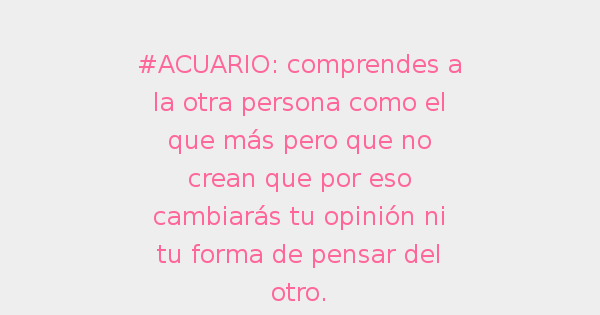 #ACUARIO: comprendes a
la otra persona como el
que más pero que no
crean que por eso
cambiarás tu opinión ni
tu forma de pensar del
otro.